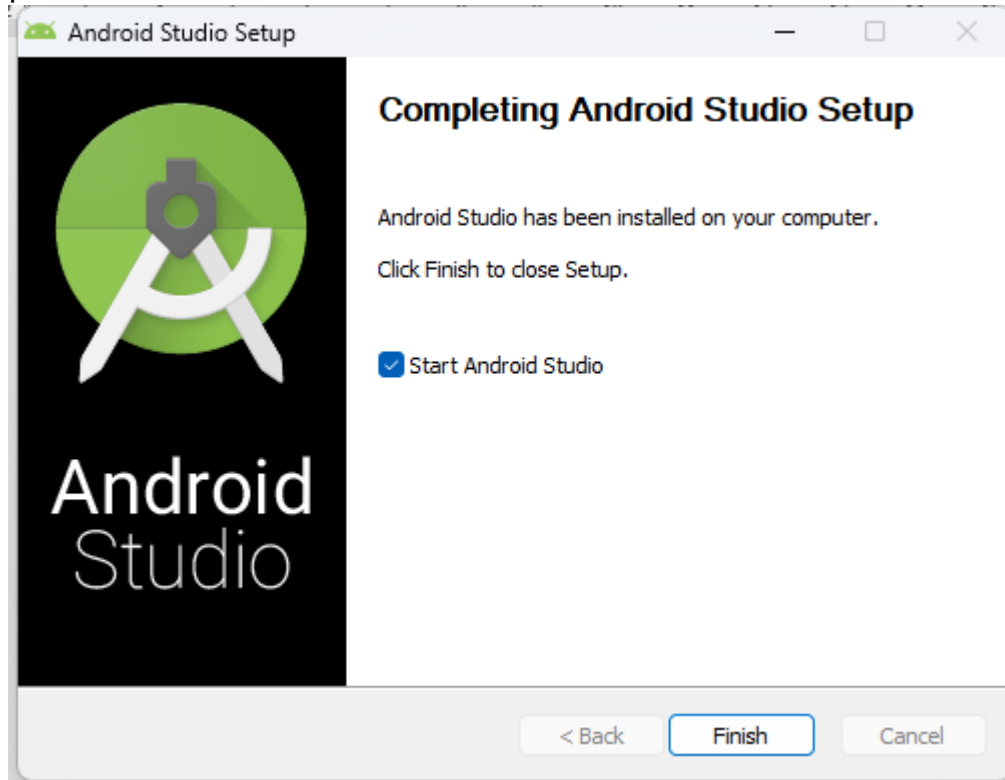 Android Studio Setup
Completing Android Studio Setup
Android Studio has been installed on your computer.
Click Finish to close Setup.
Start Android Studio
Android
Studio
< Back
Finish
Cancel